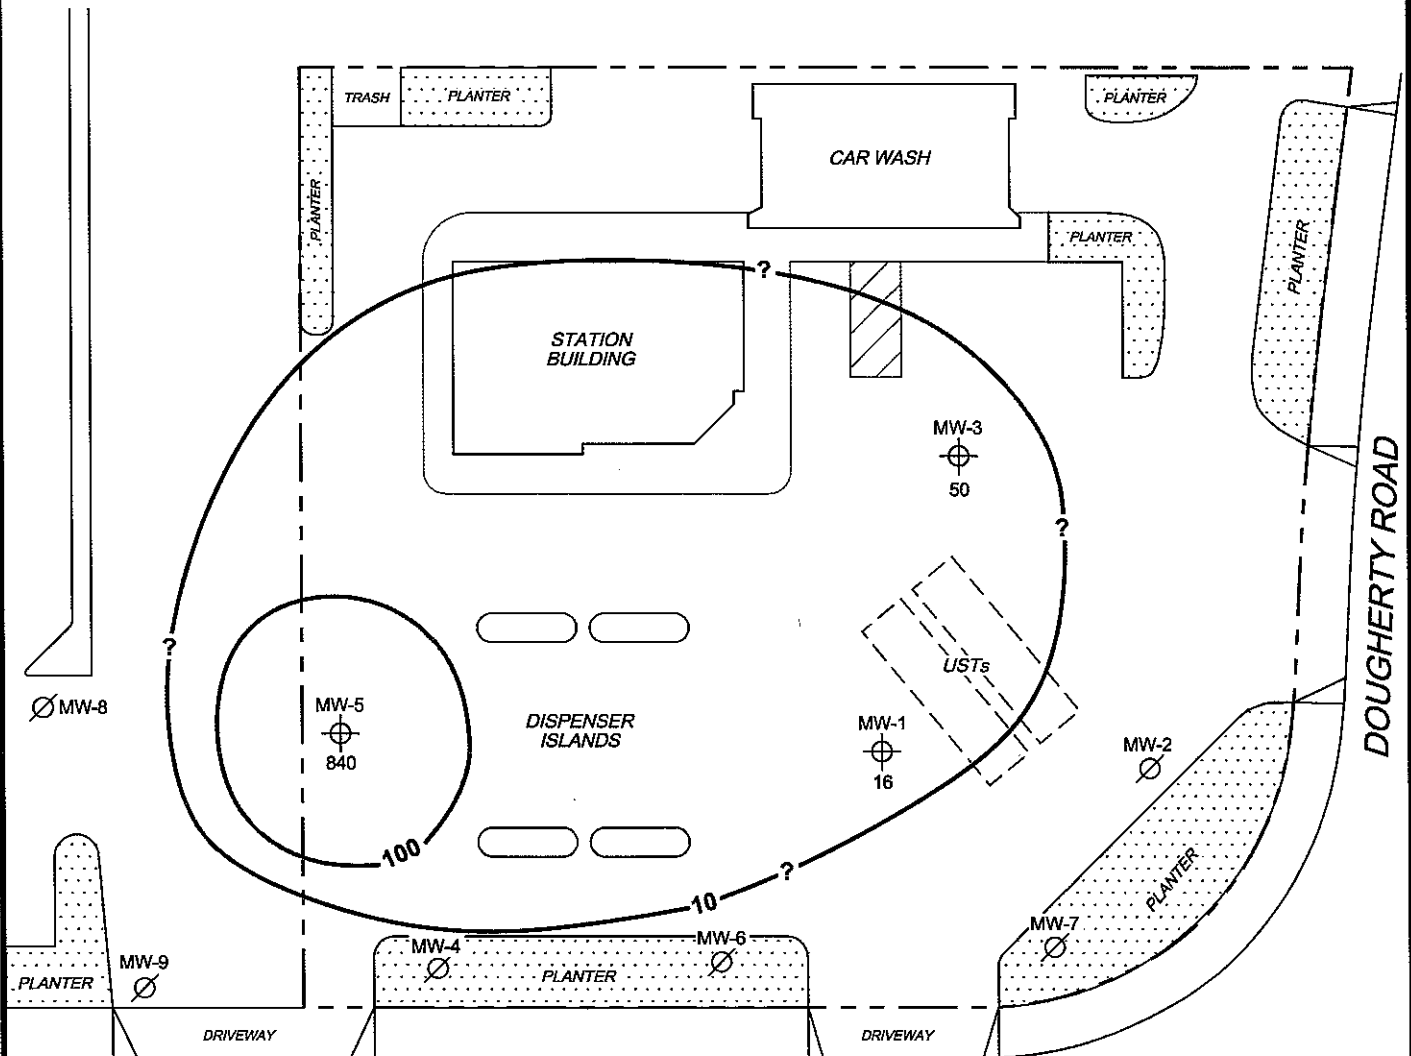 TRASH
PLANTER
PLANTER
CAR WASH
PLANTER
PLANTER
PLANTER
PLANTER
?
STATION
BUILDING
MW-3
50
?
DOUGHERTY ROAD
?
USTs
MW-8
MW-5
840
DISPENSER
ISLANDS
MW-1
16
MW-2
100
?
10
PLANTER
MW-4
MW-6
MW-7
MW-9
PLANTER
PLANTER
DRIVEWAY
DRIVEWAY